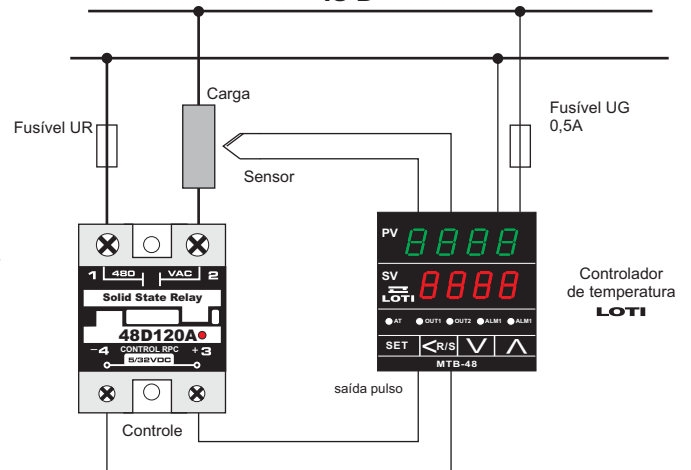 Carga
Fusível UR
Fusível UG
0,5A
Sensor
1 480 VAC 2
Solid State Relay
48D120A
-4 CONTROL RPC +3
5/32VDC
Controle
PV
8888
SV
8888
LOTI
AT OUT1 OUT2 ALM1 ALM1
SET <R/S V Λ
MTB-48
saída pulso
Controlador
de temperatura
LOTI